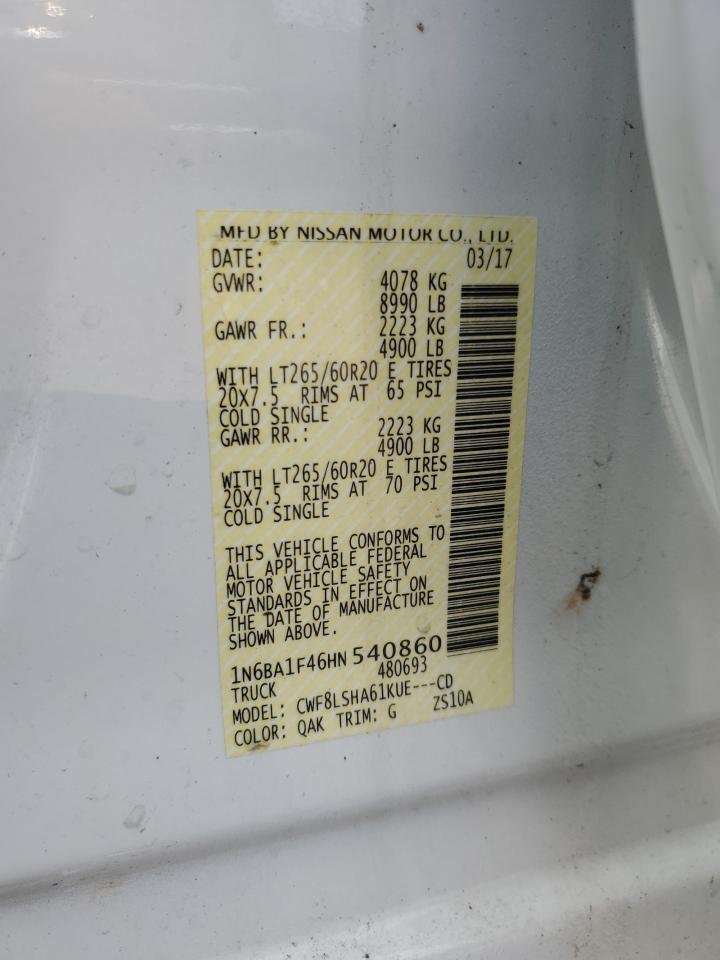 MFD BY NISSAN MOTOR CO., LTD.
DATE: 03/17
GVWR: 4078 KG
8990 LB
GAWR FR.: 2223 KG
4900 LB
WITH LT265/60R20 E TIRES
20X7.5 RIMS AT 65 PSI
COLD SINGLE
GAWR RR.: 2223 KG
4900 LB
WITH LT265/60R20 E TIRES
20X7.5 RIMS AT 70 PSI
COLD SINGLE
THIS VEHICLE CONFORMS TO
ALL APPLICABLE FEDERAL
MOTOR VEHICLE SAFETY
STANDARDS IN EFFECT ON
THE DATE OF MANUFACTURE
SHOWN ABOVE.
1N6BA1F46HN540860
TRUCK 480693
MODEL: CWF8LSHA61KUE---CD
COLOR: QAK TRIM: G ZS10A